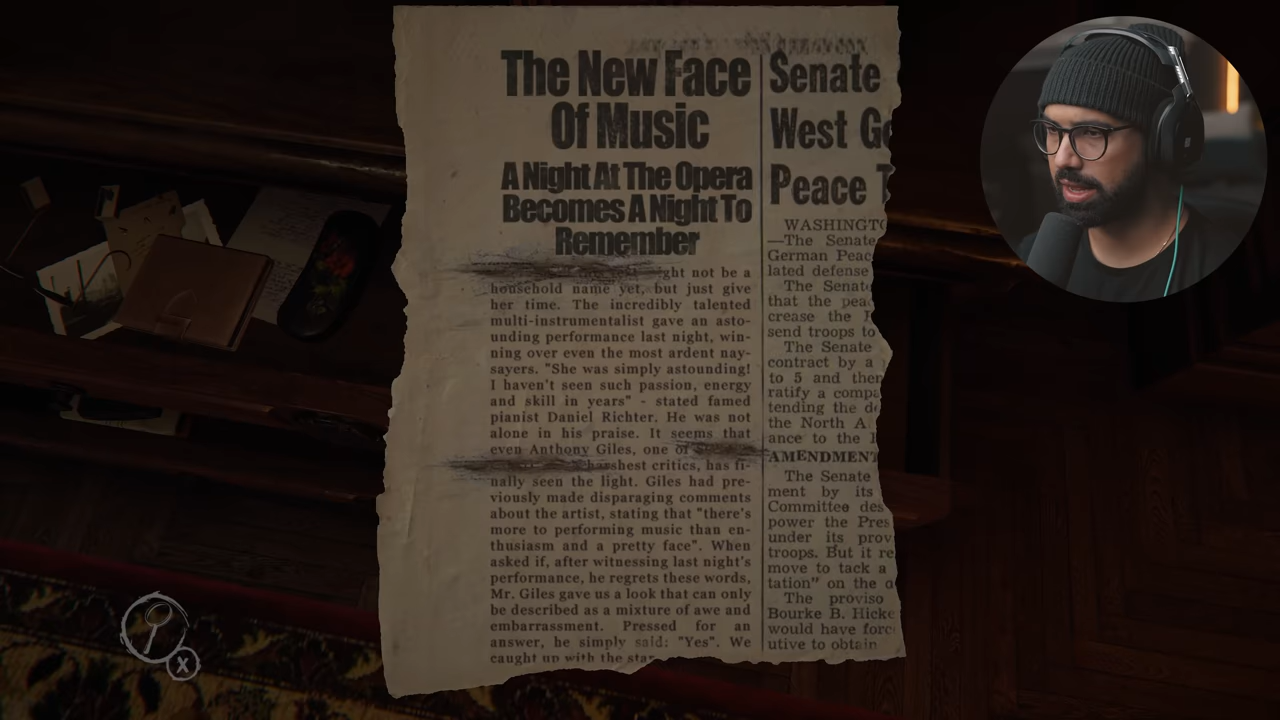 The New Face
Of Music
A Night At The Opera
Becomes A Night To
Remember
ght not be a
household name yet, but just give
her time. The incredibly talented
multi-instrumentalist gave an asto-
unding performance last night, win-
ning over even the most ardent nay-
sayers. "She was simply astounding!
I haven't seen such passion, energy
and skill in years" - stated famed
pianist Daniel Richter. He was not
alone in his praise. It seems that
even Anthony Giles, one of
harshest critics, has fi-
nally seen the light. Giles had pre-
viously made disparaging comments
about the artist, stating that "there's
more to performing music than en-
thusiasm and a pretty face". When
asked if, after witnessing last night's
performance, he regrets these words,
Mr. Giles gave us a look that can only
be described as a mixture of awe and
embarrassment. Pressed for an
answer, he simply said: "Yes". We
caught up with the star
Senate
West Ge
Peace T
WASHINGTO
—The Senate
German Peac
lated defense
The Senate
that the peac
crease the
send troops to
The Senate
contract by a
to 5 and then
ratify a compa
tending the de
the North A
ance to the
AMENDMENT
The Senate
ment by its
Committee des
power the Pres
under its prov
troops. But it re
move to tack a
tation" on the
The proviso
Bourke B. Hicke
would have forc
utive to obtain
X